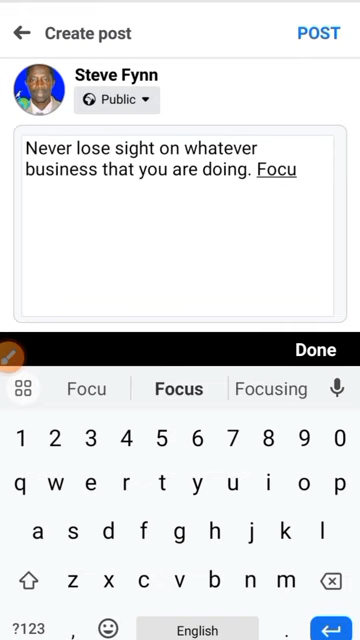 Create post
POST
Steve Fynn
Public
Never lose sight on whatever
business that you are doing. Focu
Done
Focu
Focus
Focusing
1 2 3 4 5 6 7 8 9 0
q w e r t y u i o p
a s d f g h j k l
z x c v b n m
?123 , English .